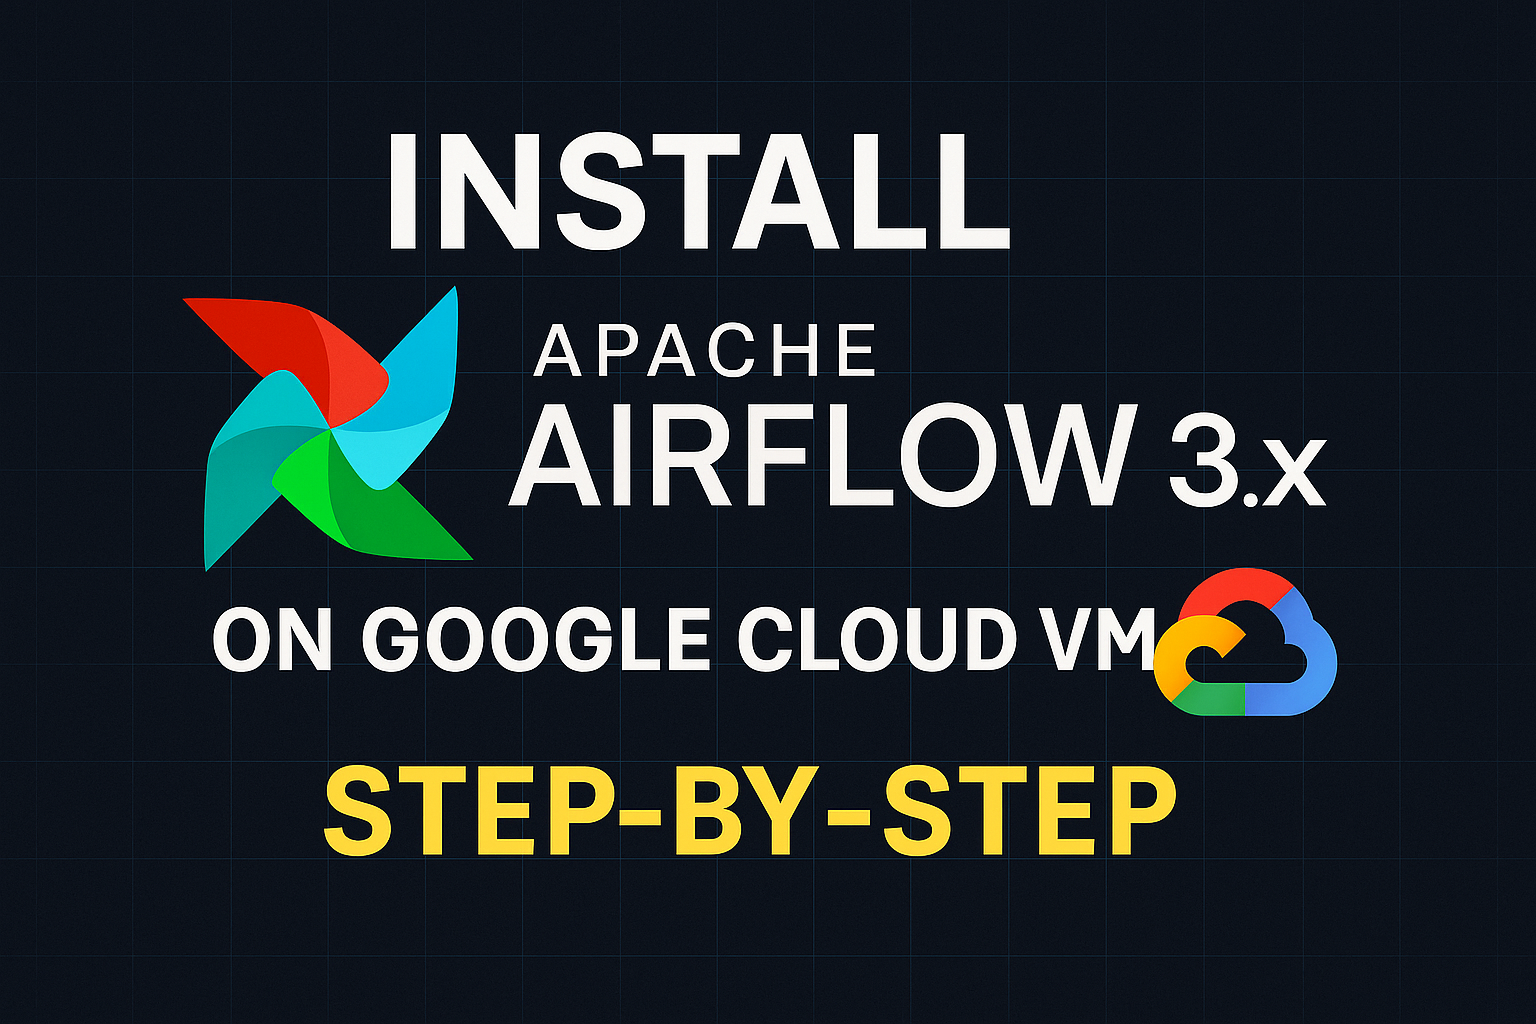 INSTALL
APACHE
AIRFLOW 3.x
ON GOOGLE CLOUD VM
STEP-BY-STEP